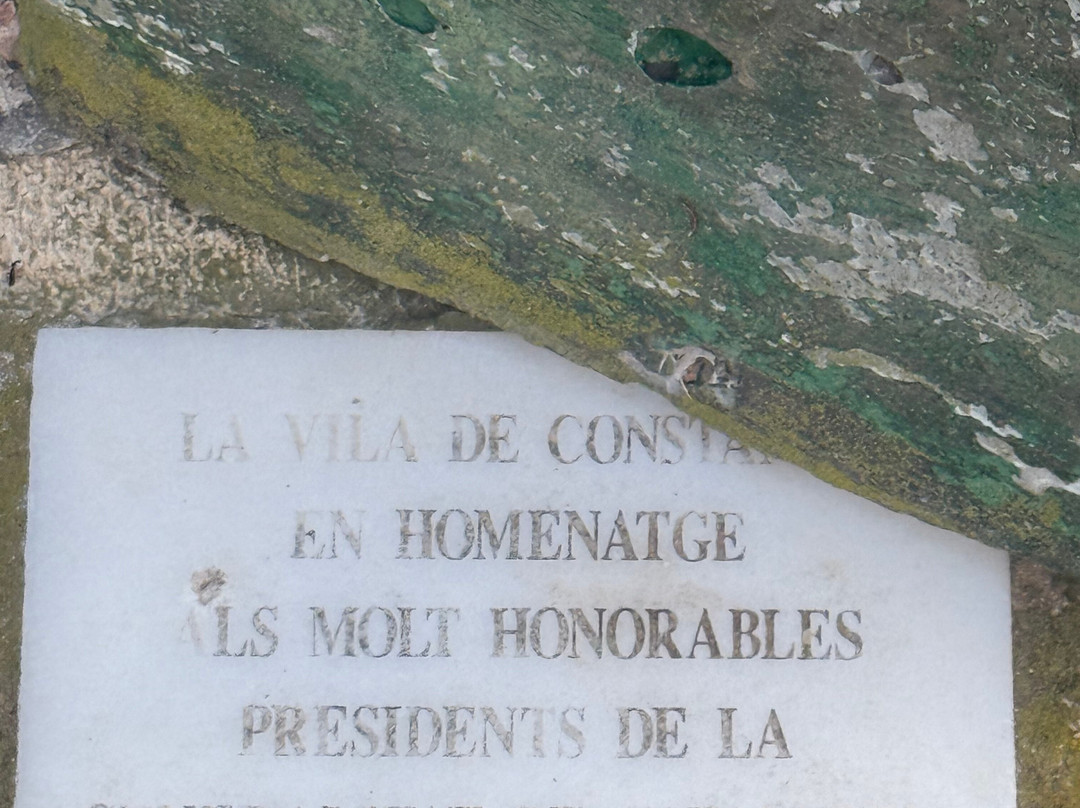 LA VILA DE CONSTA
EN HOMENATGE
ALS MOLT HONORABLES
PRESIDENTS DE LA